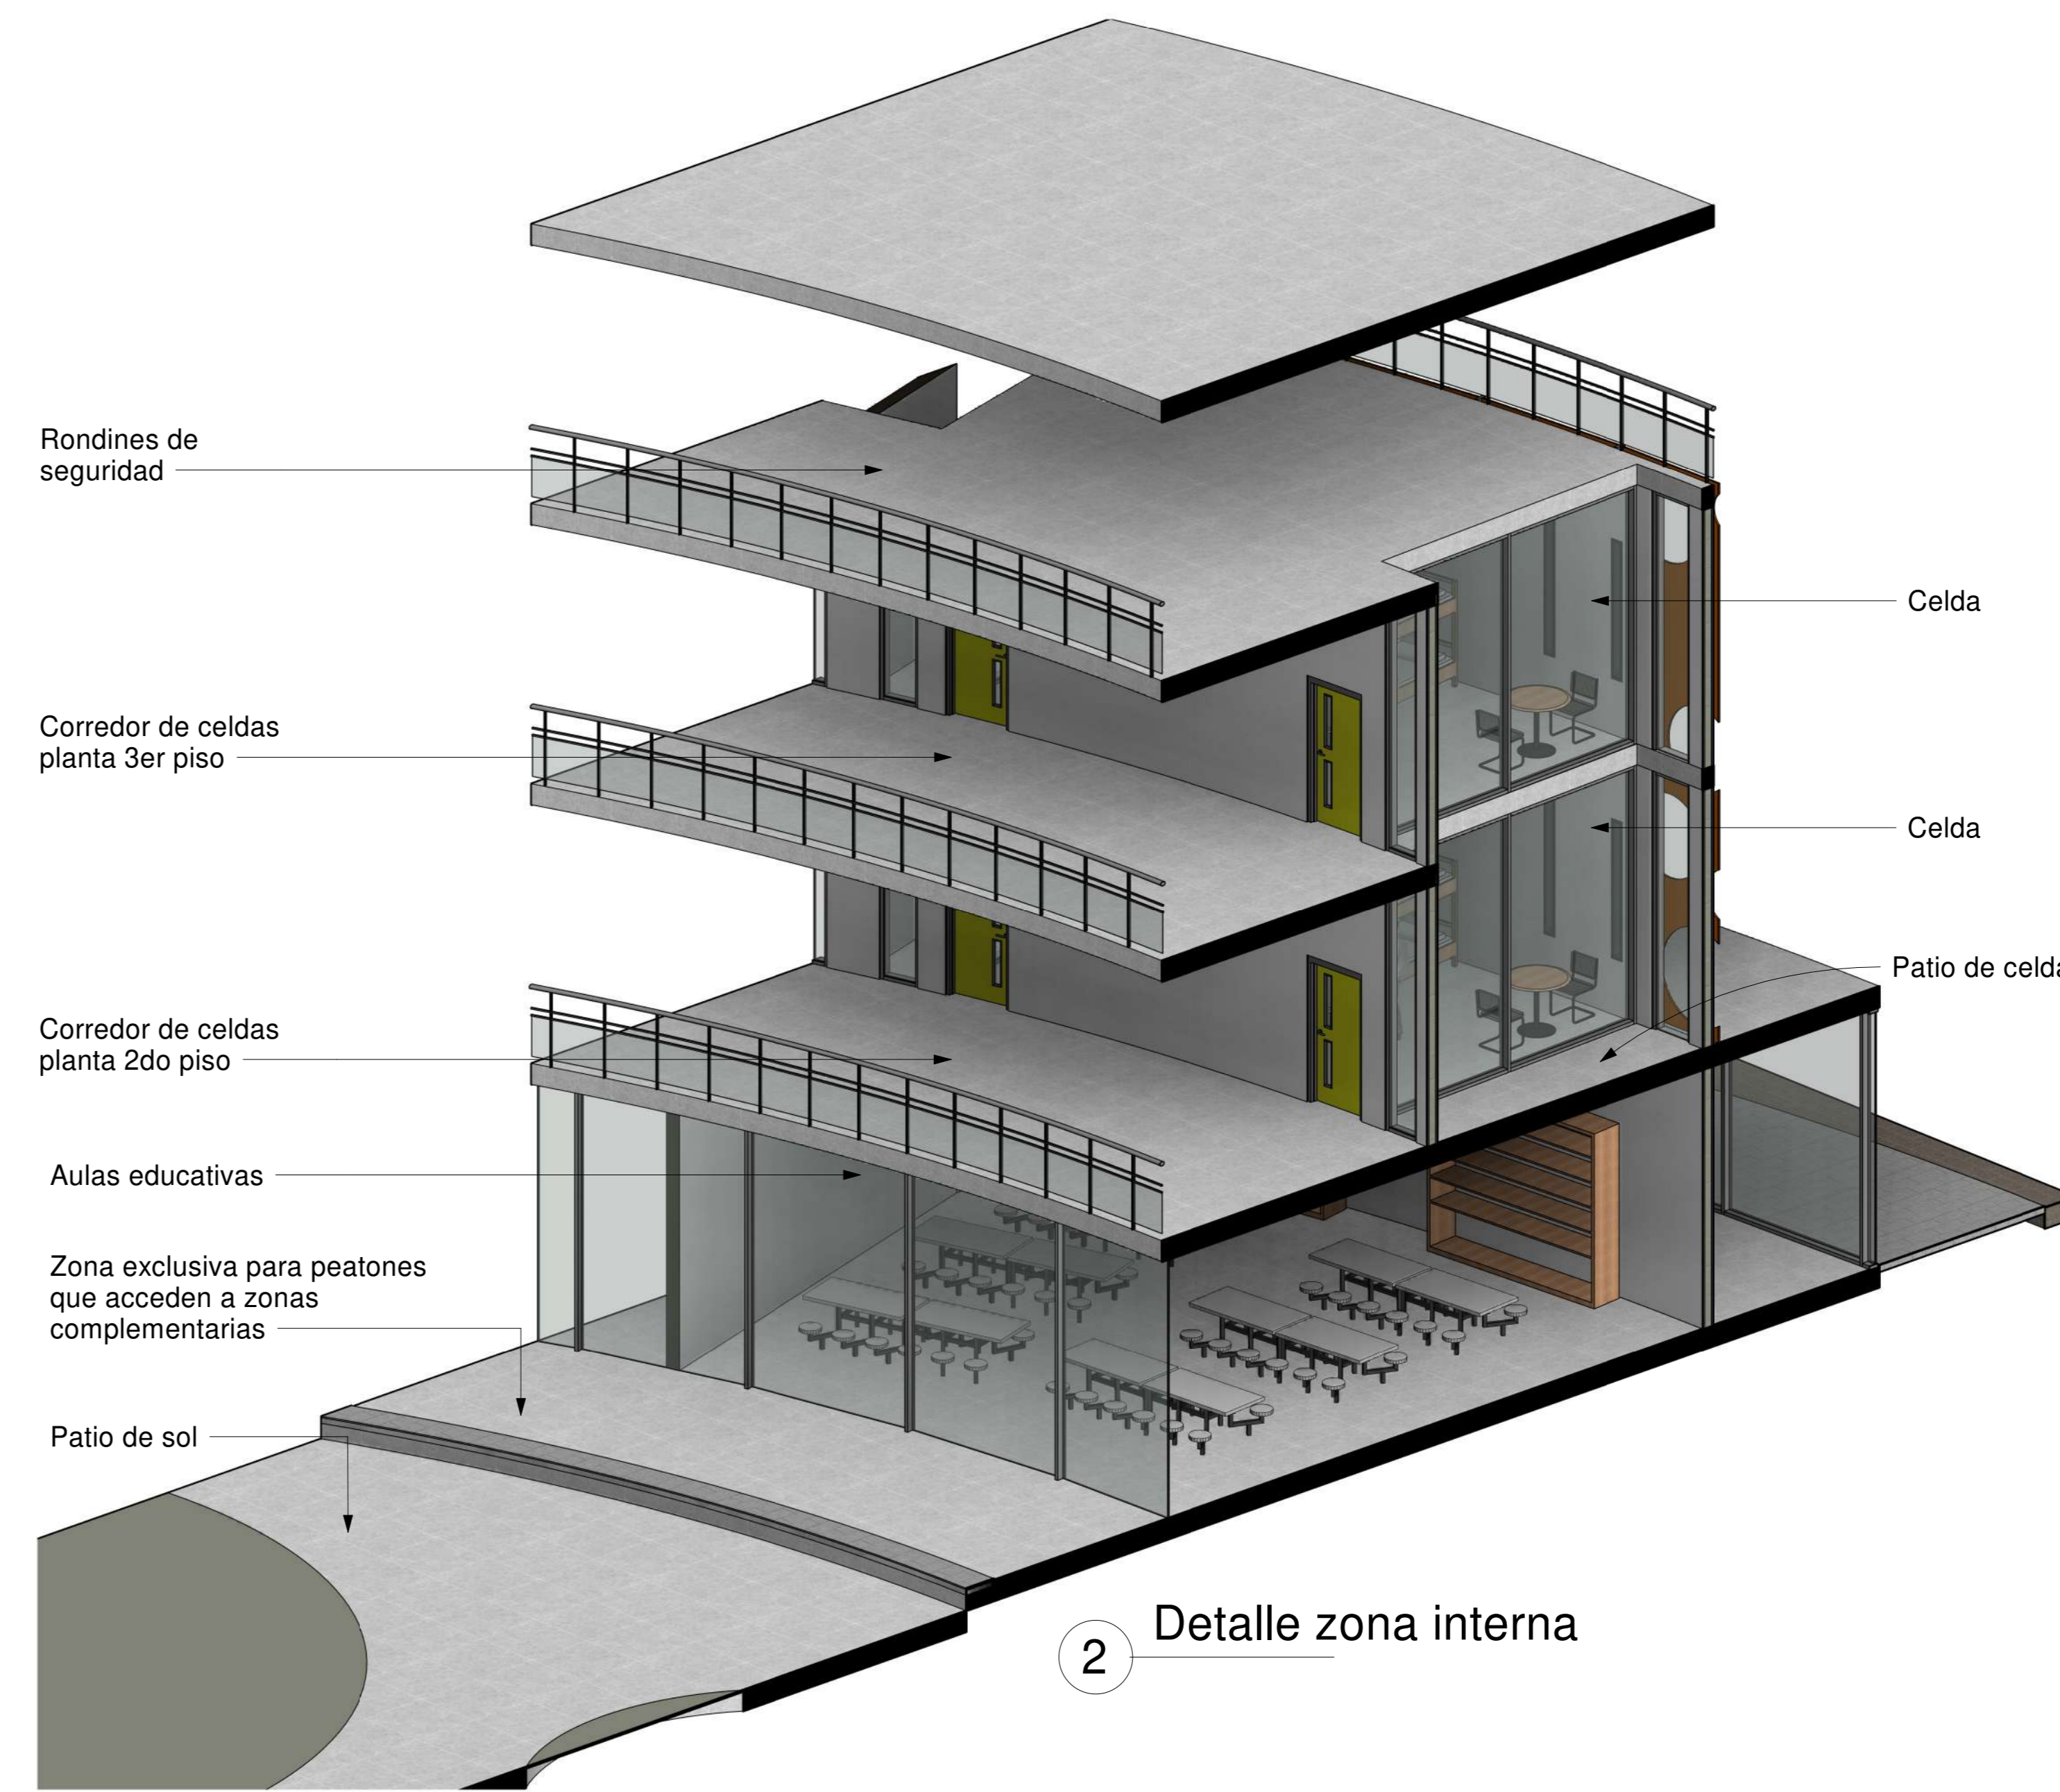 Rondines de
seguridad
Corredor de celdas
planta 3er piso
Corredor de celdas
planta 2do piso
Aulas educativas
Zona exclusiva para peatones
que acceden a zonas
complementarias
Patio de sol
Celda
Celda
Patio de celda
2
Detalle zona interna